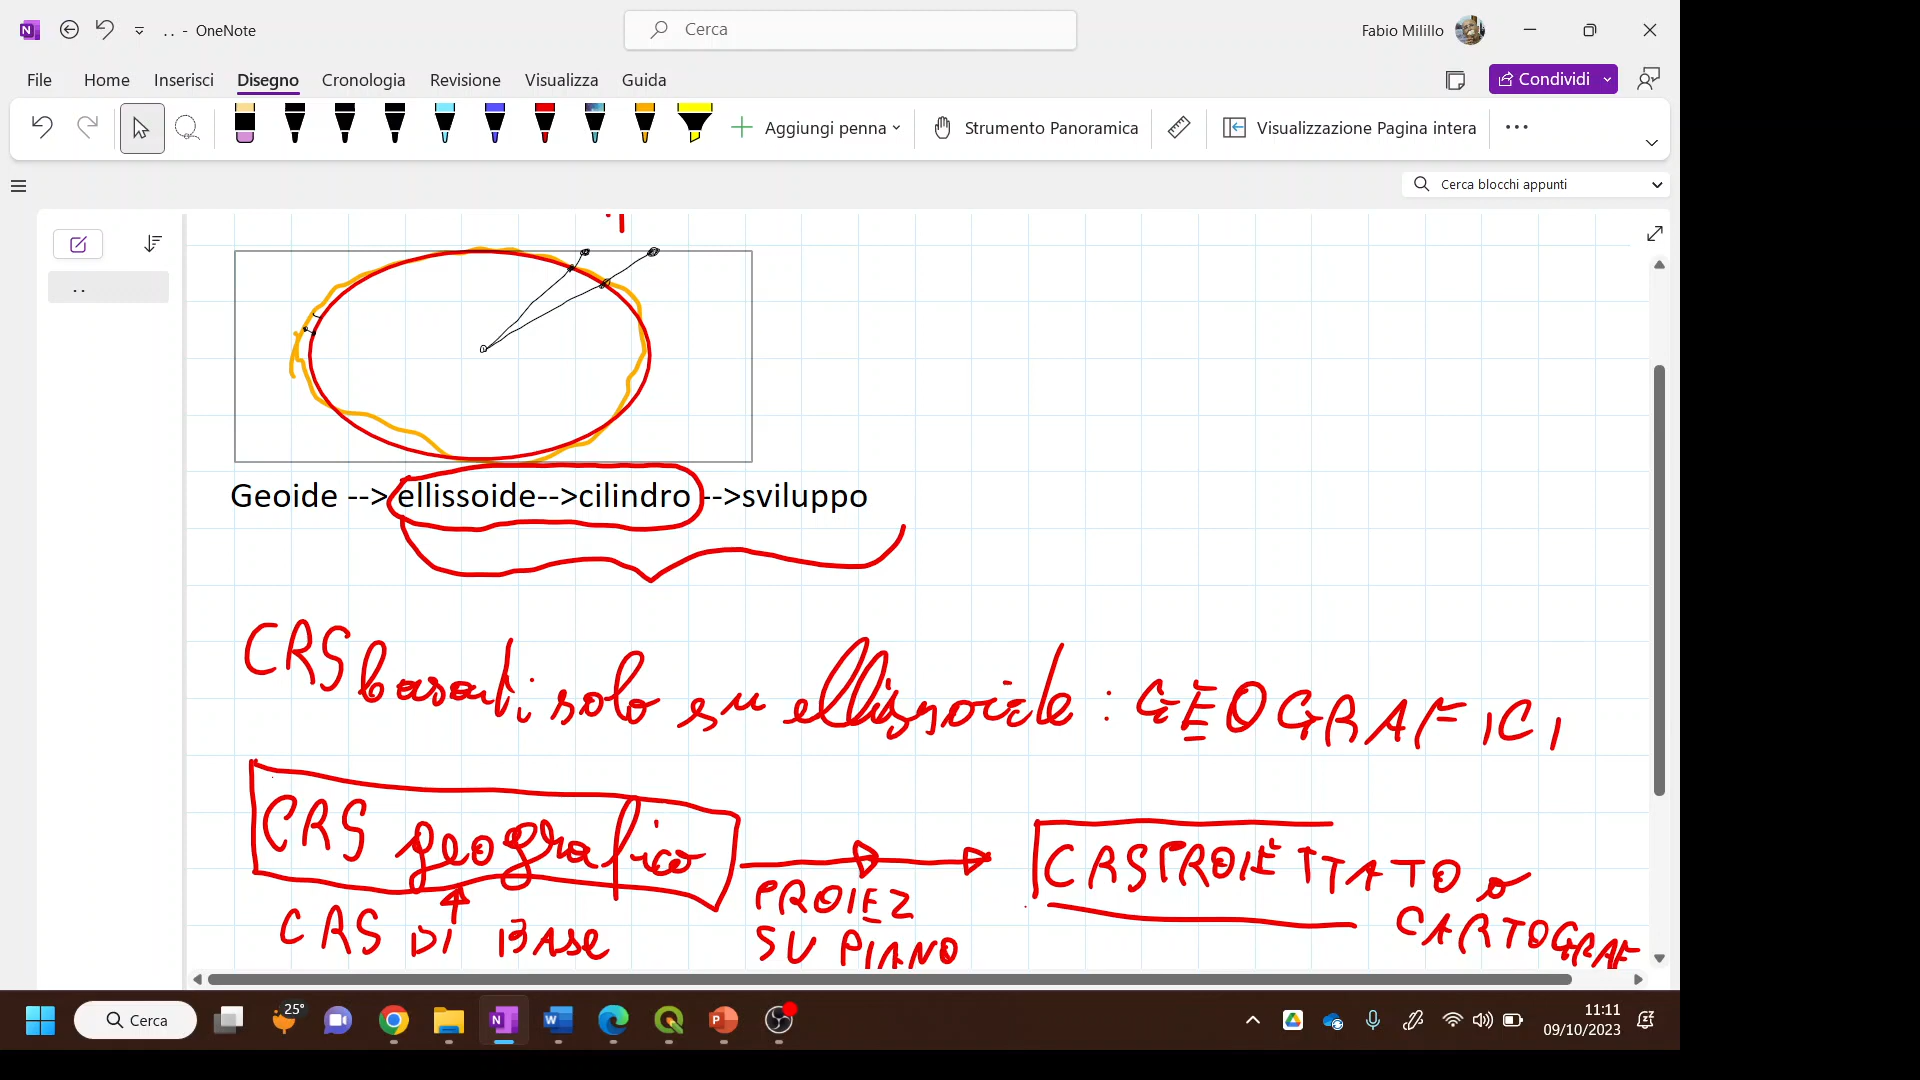 .. - OneNote
Cerca
Fabio Milillo
File Home Inserisci Disegno Cronologia Revisione Visualizza Guida
Condividi
Aggiungi penna
Strumento Panoramica
Visualizzazione Pagina intera
Cerca blocchi appunti
..
Geoide --> ellissoide-->cilindro -->sviluppo
CRS basati solo su ellissoide: GEOGRAFICI
CRS geografico
CRS PROIETTATO o
CARTOGRAF
PROIEZ
SU PIANO
CRS DI BASE
25°
Cerca
11:11
09/10/2023